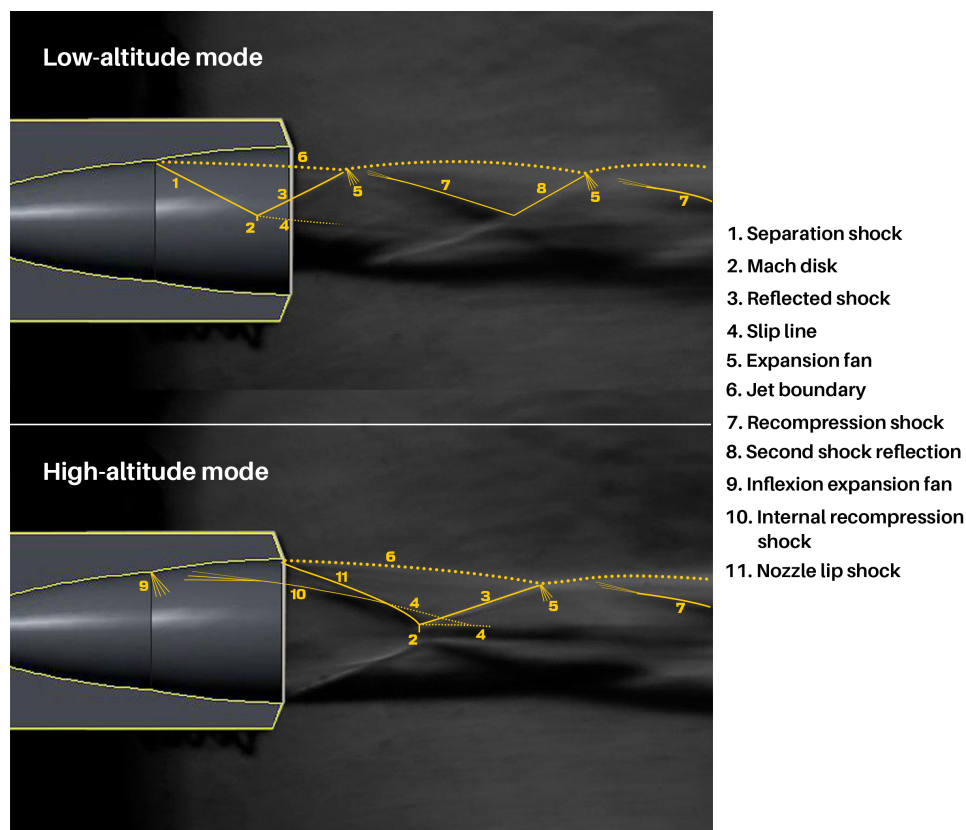 Low-altitude mode
6
1
3
5
7
8
5
7
2
4
High-altitude mode
6
9
11
10
4
3
5
7
2
4
1. Separation shock
2. Mach disk
3. Reflected shock
4. Slip line
5. Expansion fan
6. Jet boundary
7. Recompression shock
8. Second shock reflection
9. Inflexion expansion fan
10. Internal recompression
shock
11. Nozzle lip shock